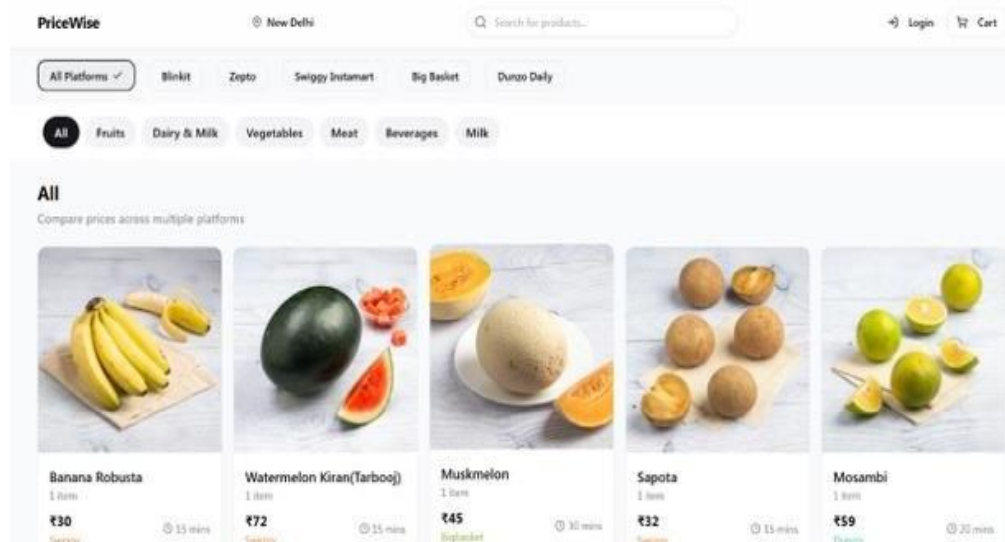 PriceWise New Delhi Search for products... Login Cart
All Platforms Blinkit Zepto Swiggy Instamart Big Basket Dunzo Daily
All Fruits Dairy & Milk Vegetables Meat Beverages Milk
All
Compare prices across multiple platforms
Banana Robusta Watermelon Kiran(Tarbooj) Muskmelon Sapota Mosambi
1 item 1 item 1 item 1 item 1 item
₹30 15 mins ₹72 15 mins ₹45 30 mins ₹32 15 mins ₹59 20 mins
Bigbasket